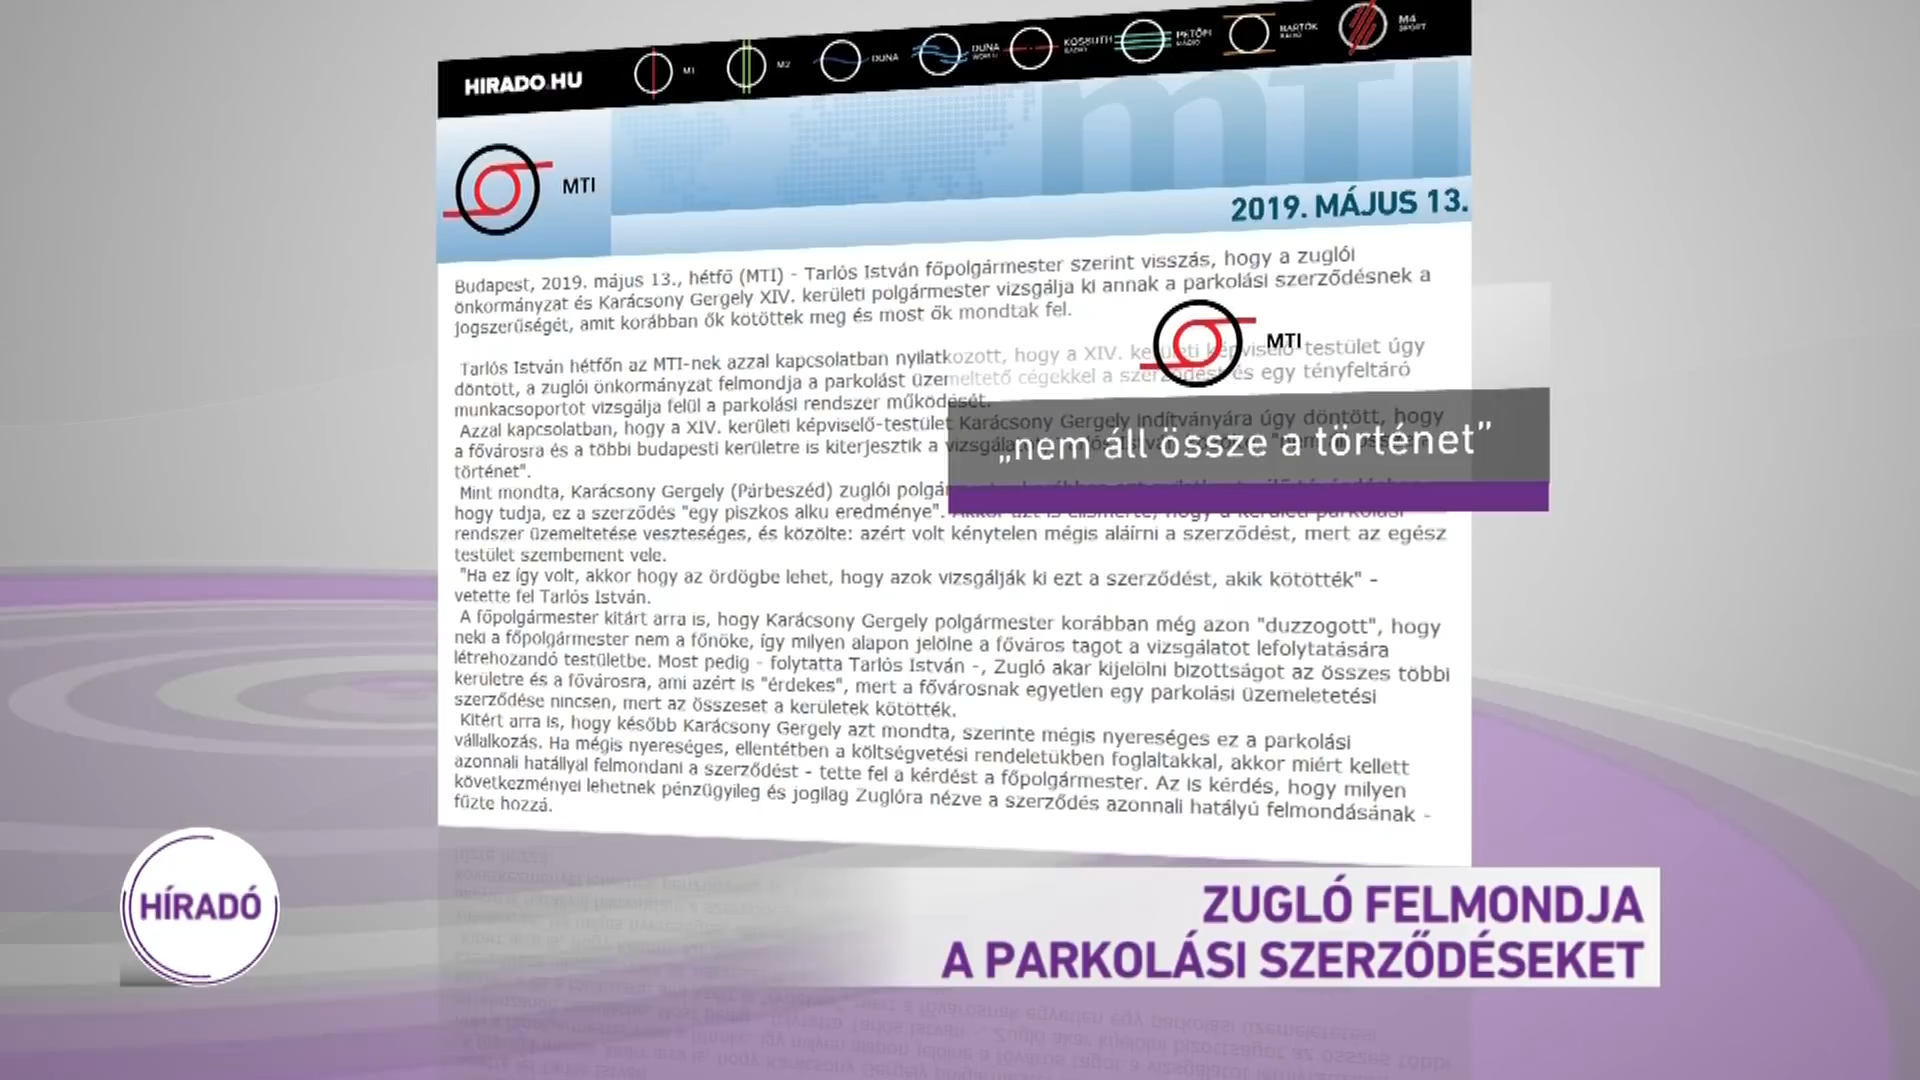 HIRADO.HU
M1
M2
DUNA
DUNA WORLD
KOSSUTH RÁDIÓ
PETŐFI RÁDIÓ
BARTÓK RÁDIÓ
M4 SPORT
mti
MTI
2019. MÁJUS 13.
Budapest, 2019. május 13., hétfő (MTI) - Tarlós István főpolgármester szerint visszás, hogy a zuglói
önkormányzat és Karácsony Gergely XIV. kerületi polgármester vizsgálja ki annak a parkolási szerződésnek a
jogszerűségét, amit korábban ők kötöttek meg és most ők mondtak fel.
MTI
Tarlós István hétfőn az MTI-nek azzal kapcsolatban nyilatkozott, hogy a XIV. kerületi képviselő-testület úgy
döntött, a zuglói önkormányzat felmondja a parkolást üzemeltető cégekkel a szerződést és egy tényfeltáró
munkacsoportot vizsgálja felül a parkolási rendszer működését.
Azzal kapcsolatban, hogy a XIV. kerületi képviselő-testület Karácsony Gergely indítványára úgy döntött, hogy
a fővárosra és a többi budapesti kerületre is kiterjesztik a vizsgálatot
történet".
„nem áll össze a történet”
Mint mondta, Karácsony Gergely (Párbeszéd) zuglói
hogy tudja, ez a szerződés "egy piszkos alku eredménye". Akkor azt is elismerte, hogy a kerületi parkolási
rendszer üzemeltetése veszteséges, és közölte: azért volt kénytelen mégis aláírni a szerződést, mert az egész
testület szembement vele.
"Ha ez így volt, akkor hogy az ördögbe lehet, hogy azok vizsgálják ki ezt a szerződést, akik kötötték" -
vetette fel Tarlós István.
A főpolgármester kitárt arra is, hogy Karácsony Gergely polgármester korábban még azon "duzzogott", hogy
neki a főpolgármester nem a főnöke, így milyen alapon jelölne a főváros tagot a vizsgálatot lefolytatására
létrehozandó testületbe. Most pedig - folytatta Tarlós István -, Zugló akar kijelölni bizottságot az összes többi
kerületre és a fővárosra, ami azért is "érdekes", mert a fővárosnak egyetlen egy parkolási üzemeletetési
szerződése nincsen, mert az összeset a kerületek kötötték.
Kitért arra is, hogy később Karácsony Gergely azt mondta, szerinte mégis nyereséges ez a parkolási
vállalkozás. Ha mégis nyereséges, ellentétben a költségvetési rendeletükben foglaltakkal, akkor miért kellett
azonnali hatállyal felmondani a szerződést - tette fel a kérdést a főpolgármester. Az is kérdés, hogy milyen
következményei lehetnek pénzügyileg és jogilag Zuglóra nézve a szerződés azonnali hatályú felmondásának -
fűzte hozzá.
HÍRADÓ
ZUGLÓ FELMONDJA
A PARKOLÁSI SZERZŐDÉSEKET